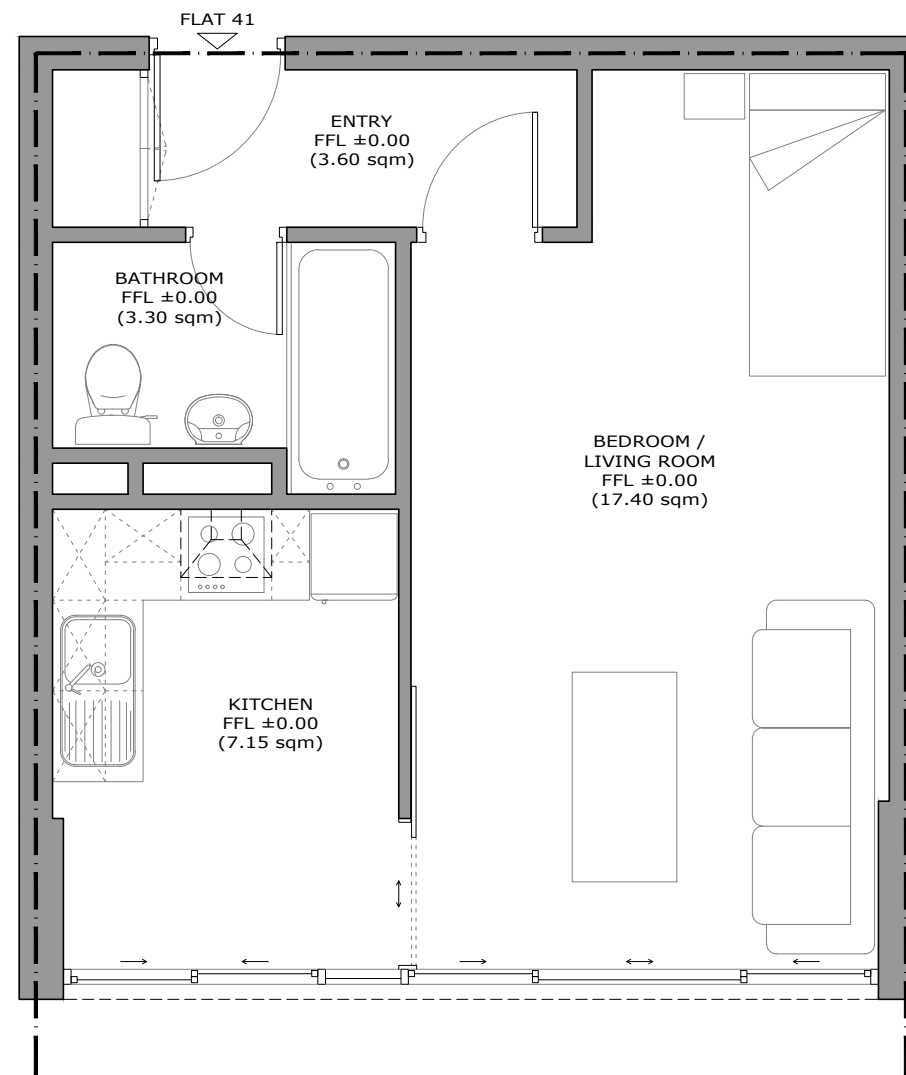 FLAT 41
ENTRY
FFL ±0.00
(3.60 sqm)
BATHROOM
FFL ±0.00
(3.30 sqm)
BEDROOM /
LIVING ROOM
FFL ±0.00
(17.40 sqm)
KITCHEN
FFL ±0.00
(7.15 sqm)